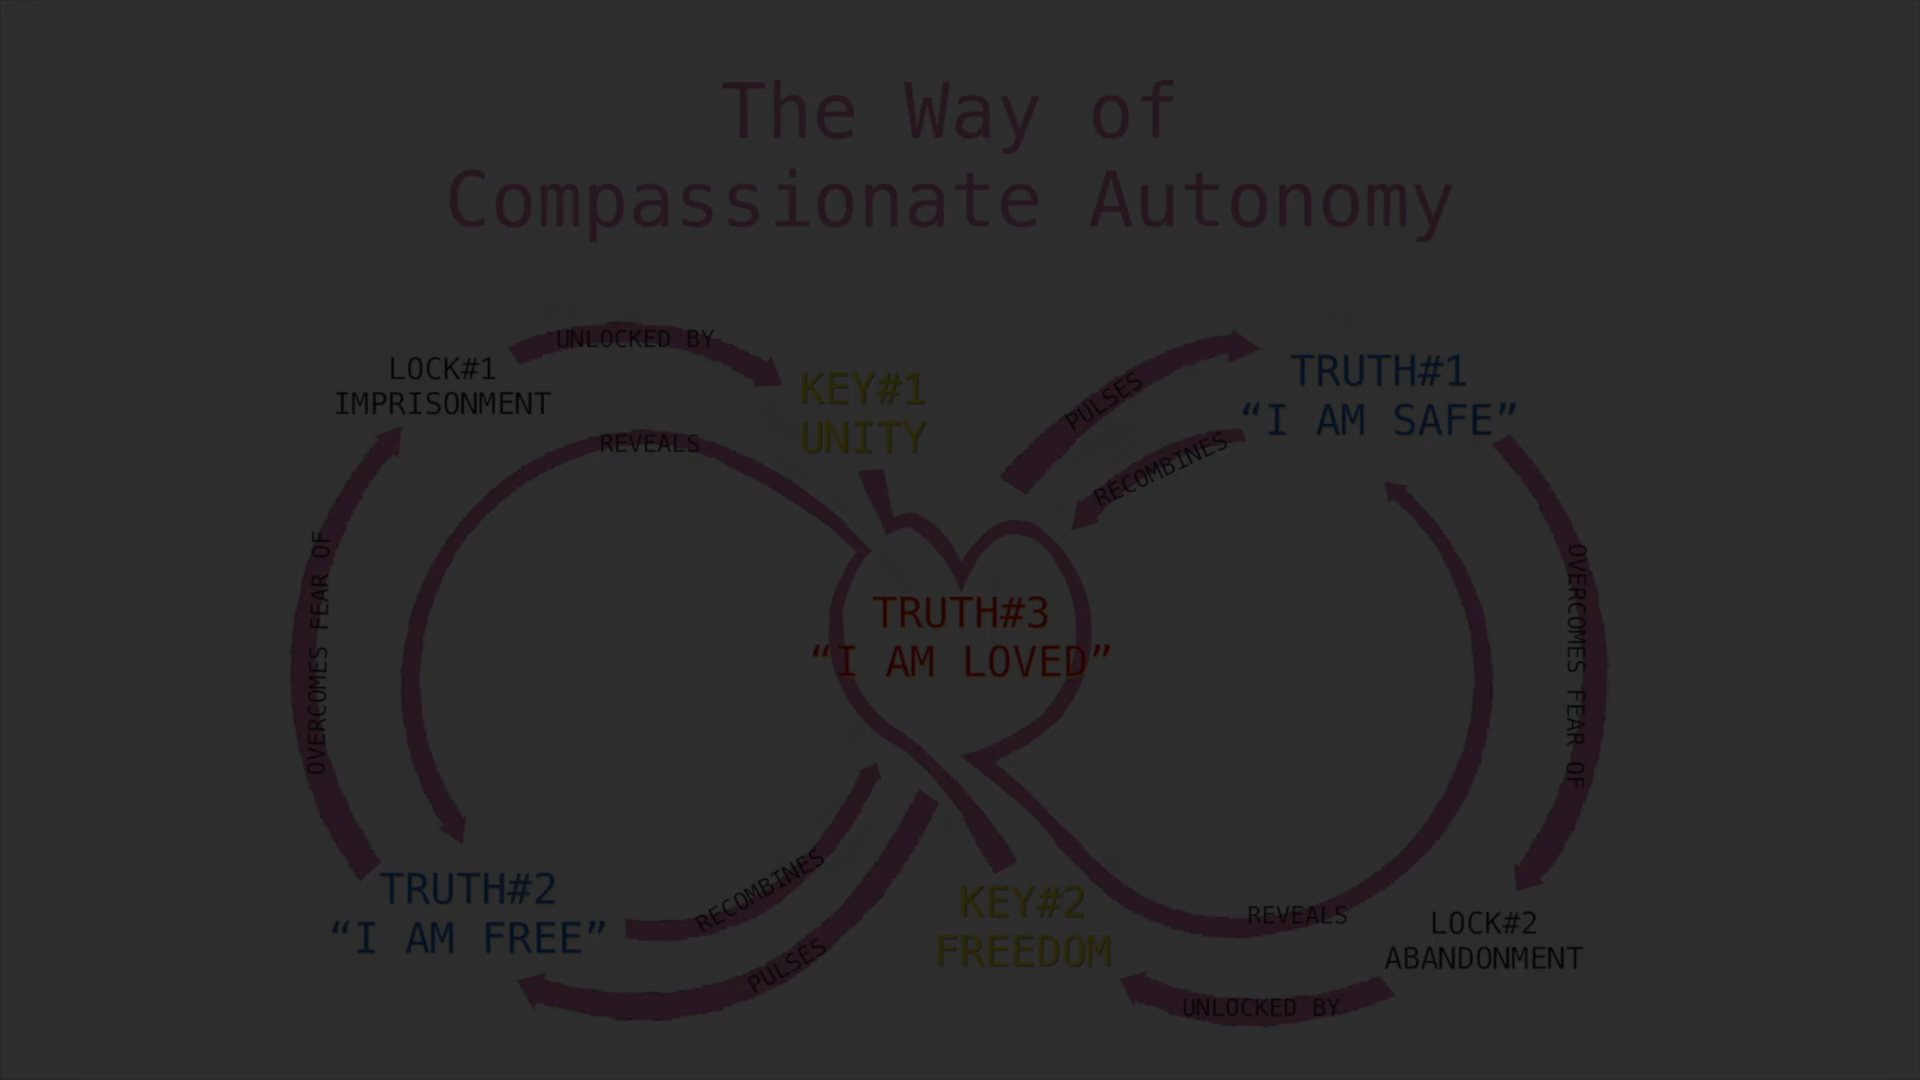 The Way of
Compassionate Autonomy
UNLOCKED BY
LOCK#1
IMPRISONMENT
KEY#1
UNITY
REVEALS
OVERCOMES FEAR OF
PULSES
TRUTH#1
“I AM SAFE”
RECOMBINES
OVERCOMES FEAR OF
TRUTH#3
“I AM LOVED”
TRUTH#2
“I AM FREE”
RECOMBINES
PULSES
KEY#2
FREEDOM
REVEALS
LOCK#2
ABANDONMENT
UNLOCKED BY